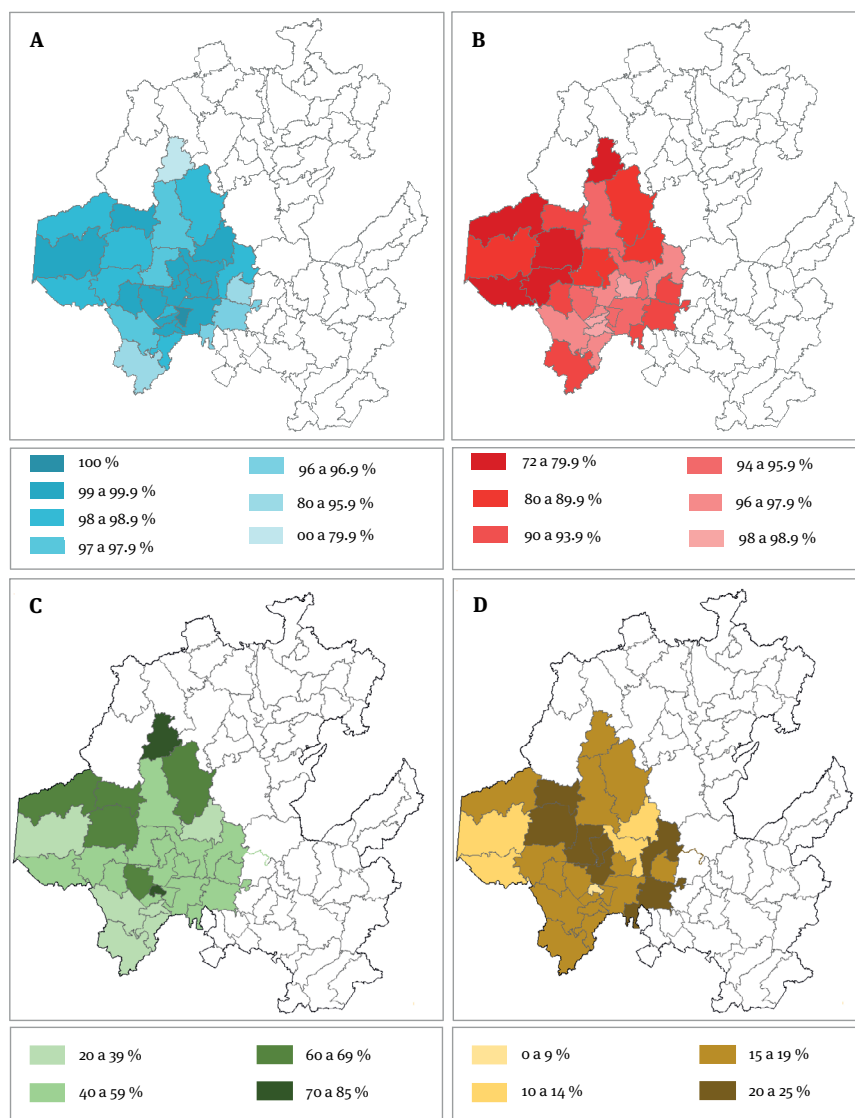 A
B
100 %
99 a 99.9 %
98 a 98.9 %
97 a 97.9 %
96 a 96.9 %
80 a 95.9 %
00 a 79.9 %
72 a 79.9 %
80 a 89.9 %
90 a 93.9 %
94 a 95.9 %
96 a 97.9 %
98 a 98.9 %
C
D
20 a 39 %
40 a 59 %
60 a 69 %
70 a 85 %
0 a 9 %
10 a 14 %
15 a 19 %
20 a 25 %